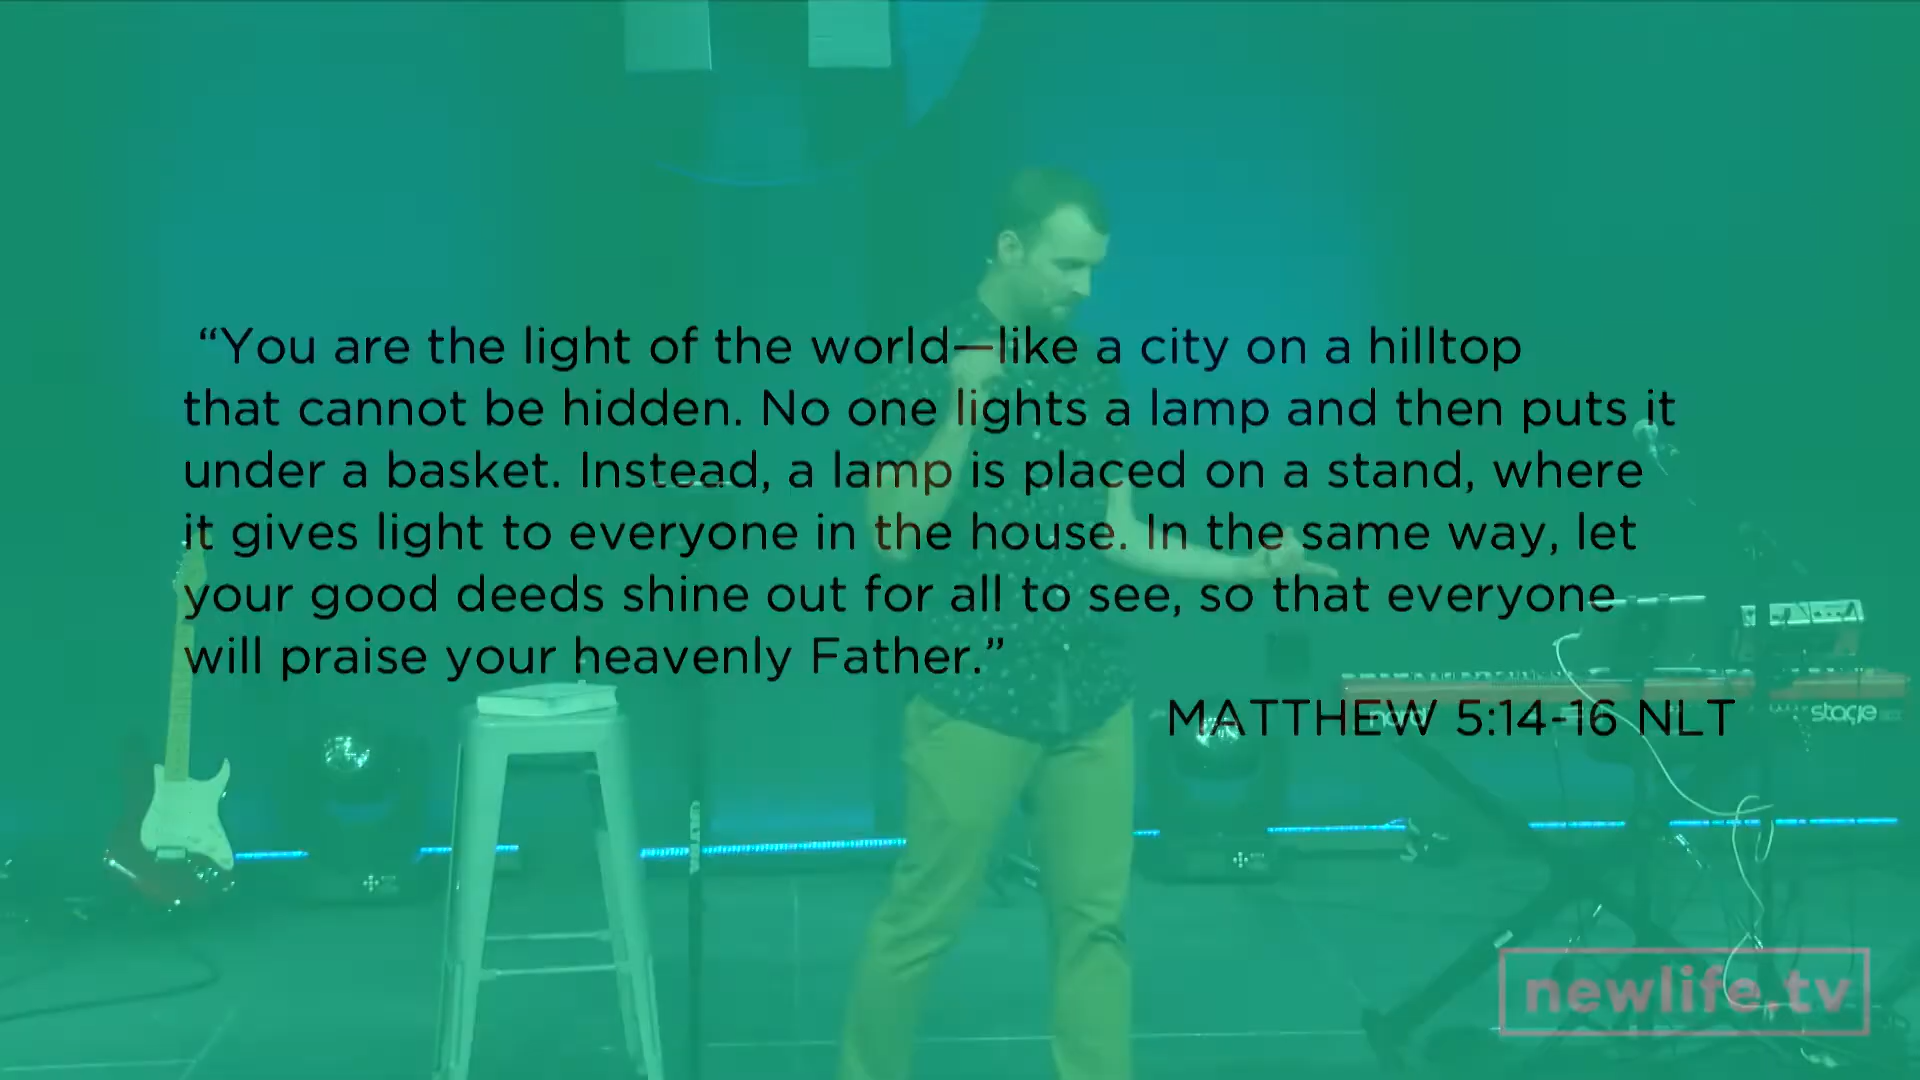 “You are the light of the world—like a city on a hilltop
that cannot be hidden. No one lights a lamp and then puts it
under a basket. Instead, a lamp is placed on a stand, where
it gives light to everyone in the house. In the same way, let
your good deeds shine out for all to see, so that everyone
will praise your heavenly Father.”
MATTHEW 5:14-16 NLT
nord
stage
newlife.tv